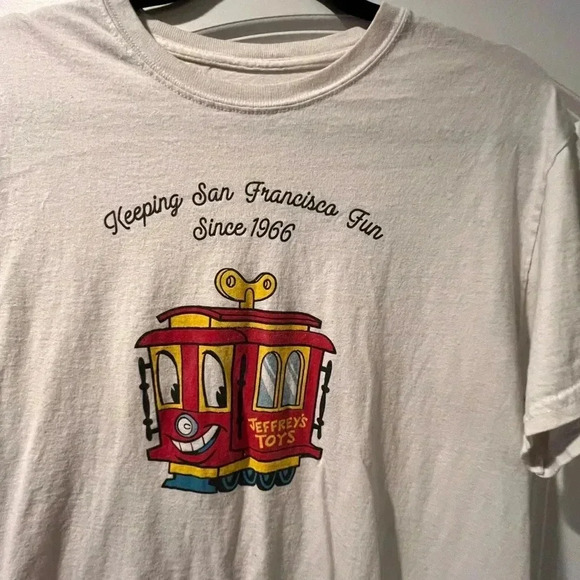 Keeping San Francisco Fun
Since 1966
JEFFREY'S
TOYS